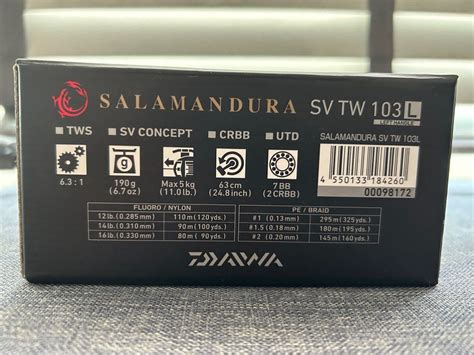 SALAMANDURA SV TW 103 L
LEFT HANDLE
TWS SV CONCEPT CRBB UTD
SALAMANDURA SV TW 103L
g
6.3 : 1
190 g
(6.7 oz)
Max 5 kg
(11.0 lb.)
63 cm
(24.8 inch)
7 BB
(2 CRBB)
4 550133 184260
00098172
FLUORO / NYLON
12 lb. (0.285 mm) 110 m (120 yds.)
14 lb. (0.310 mm) 90 m (100 yds.)
16 lb. (0.330 mm) 80 m ( 90 yds.)
PE / BRAID
#1 (0.13 mm) 295 m (325 yds.)
#1.5 (0.18 mm) 180 m (195 yds.)
#2 (0.20 mm) 145 m (160 yds.)
DAIWA